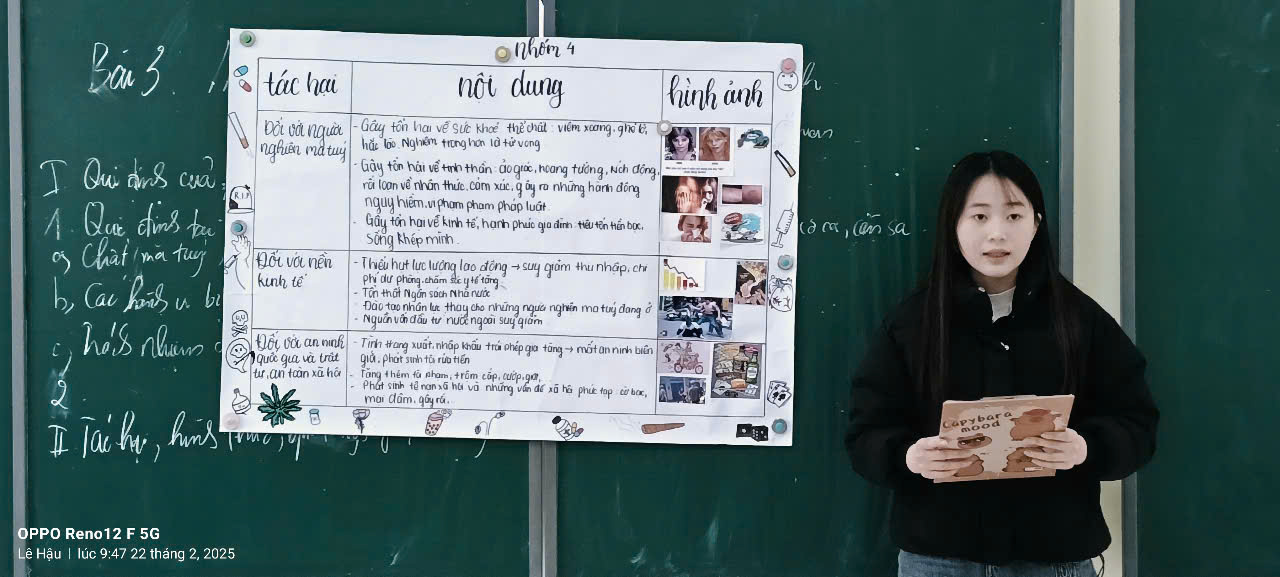 Bài 3
Nhóm 4
tác hại
nội dung
hình ảnh
Đối với người
nghiện ma tuý
- Gây tổn hại về sức khoẻ thể chất: viêm xoang, ghẻ lở,
hắc lào. Nghiêm trọng hơn là tử vong
- Gây tổn hại về tinh thần: ảo giác, hoang tưởng, kích động,
rối loạn về nhân thức, cảm xúc, gây ra những hành động
nguy hiểm, vi phạm pháp luật.
- Gây tổn hại về kinh tế, hạnh phúc gia đình: tiêu tốn tiền bạc,
sống khép mình.
Đối với nền
kinh tế
- Thiếu hụt lực lượng lao động → suy giảm thu nhập, chi
phí dự phòng, chăm sóc y tế tăng
- Tổn thất Ngân sách Nhà nước
Đào tạo nhân lực thay cho những người nghiện ma tuý đang ở
- Nguồn vốn đầu tư nước ngoài suy giảm
Đối với an ninh
quốc gia và trật
tự, an toàn xã hội
- Tình trạng xuất, nhập khẩu trái phép gia tăng → mất an ninh biên
giới, phát sinh tội rửa tiền
- Tăng thêm tội phạm, trộm cắp, cướp, giết,
- Phát sinh tệ nạn xã hội và những vấn đề xã hội phức tạp: cờ bạc,
mại dâm, gây rối,
R.I.P
I Qui định của
1. Qui định tại
a, Chất ma tuý
b, Các hành vi bị
c, nhiệm
2.
II Tác hại, hình
cần sa
Capybara
mood
OPPO Reno12 F 5G
Lê Hậu | lúc 9:47 22 tháng 2, 2025